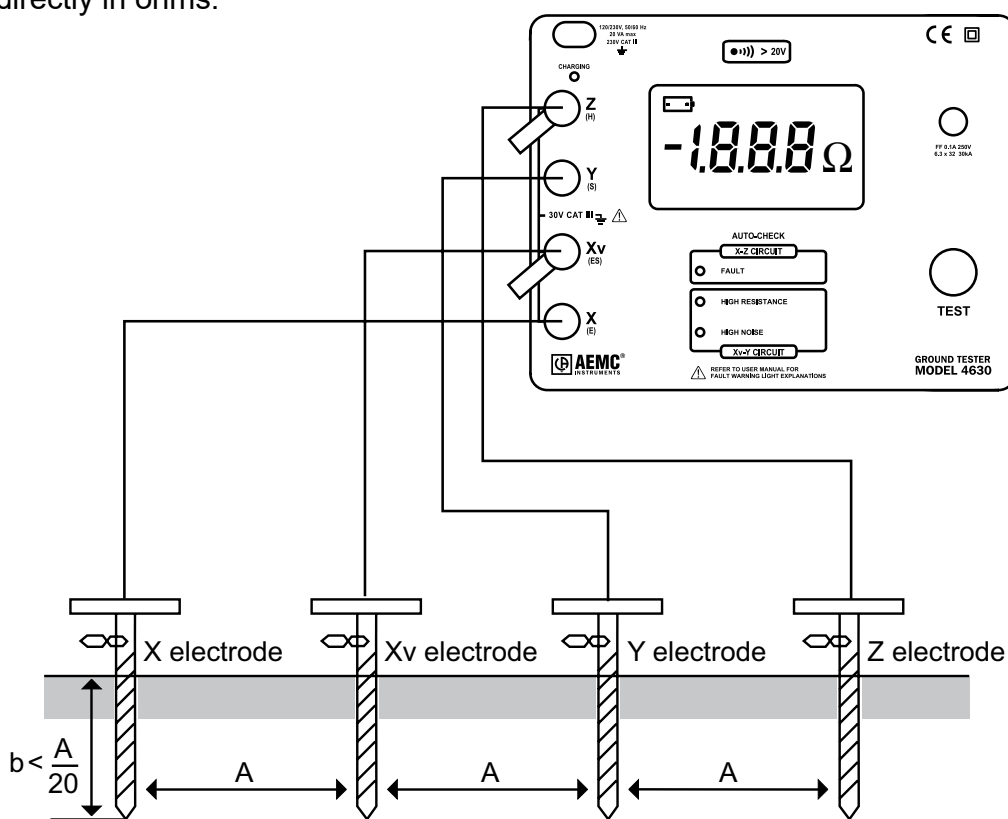 directly in ohms.
120/230V, 50/60 Hz
20 VA max
230V CAT III
CHARGING
> 20V
CE
Z
(H)
-1.8.8.8 Ω
FF 0.1A 250V
6.3 x 32 30kA
Y
(S)
30V CAT III
Xv
(ES)
AUTO-CHECK
X-Z CIRCUIT
FAULT
HIGH RESISTANCE
HIGH NOISE
Xv-Y CIRCUIT
TEST
X
(E)
AEMC®
INSTRUMENTS
REFER TO USER MANUAL FOR
FAULT WARNING LIGHT EXPLANATIONS
GROUND TESTER
MODEL 4630
X electrode
Xv electrode
Y electrode
Z electrode
b < A
20
A
A
A